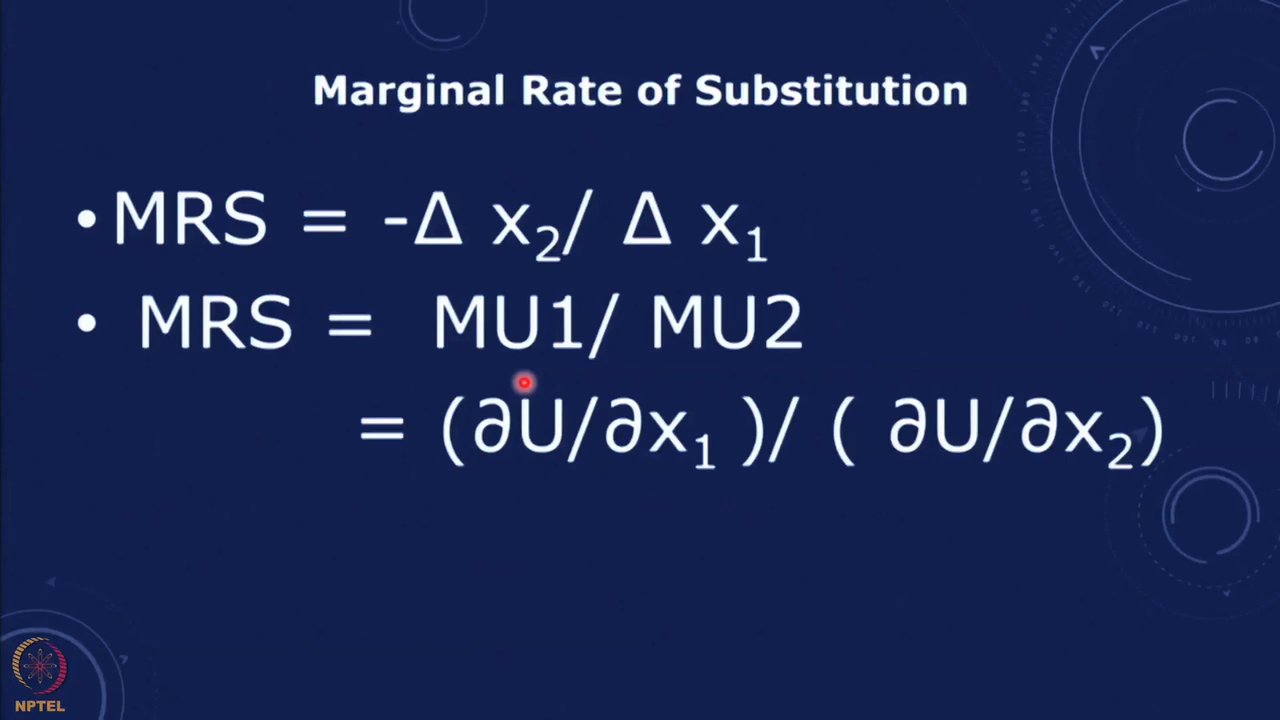 Marginal Rate of Substitution
•MRS = -Δ x₂/ Δ x₁
• MRS = MU1/ MU2
= (∂U/∂x₁ )/ ( ∂U/∂x₂)
NPTEL